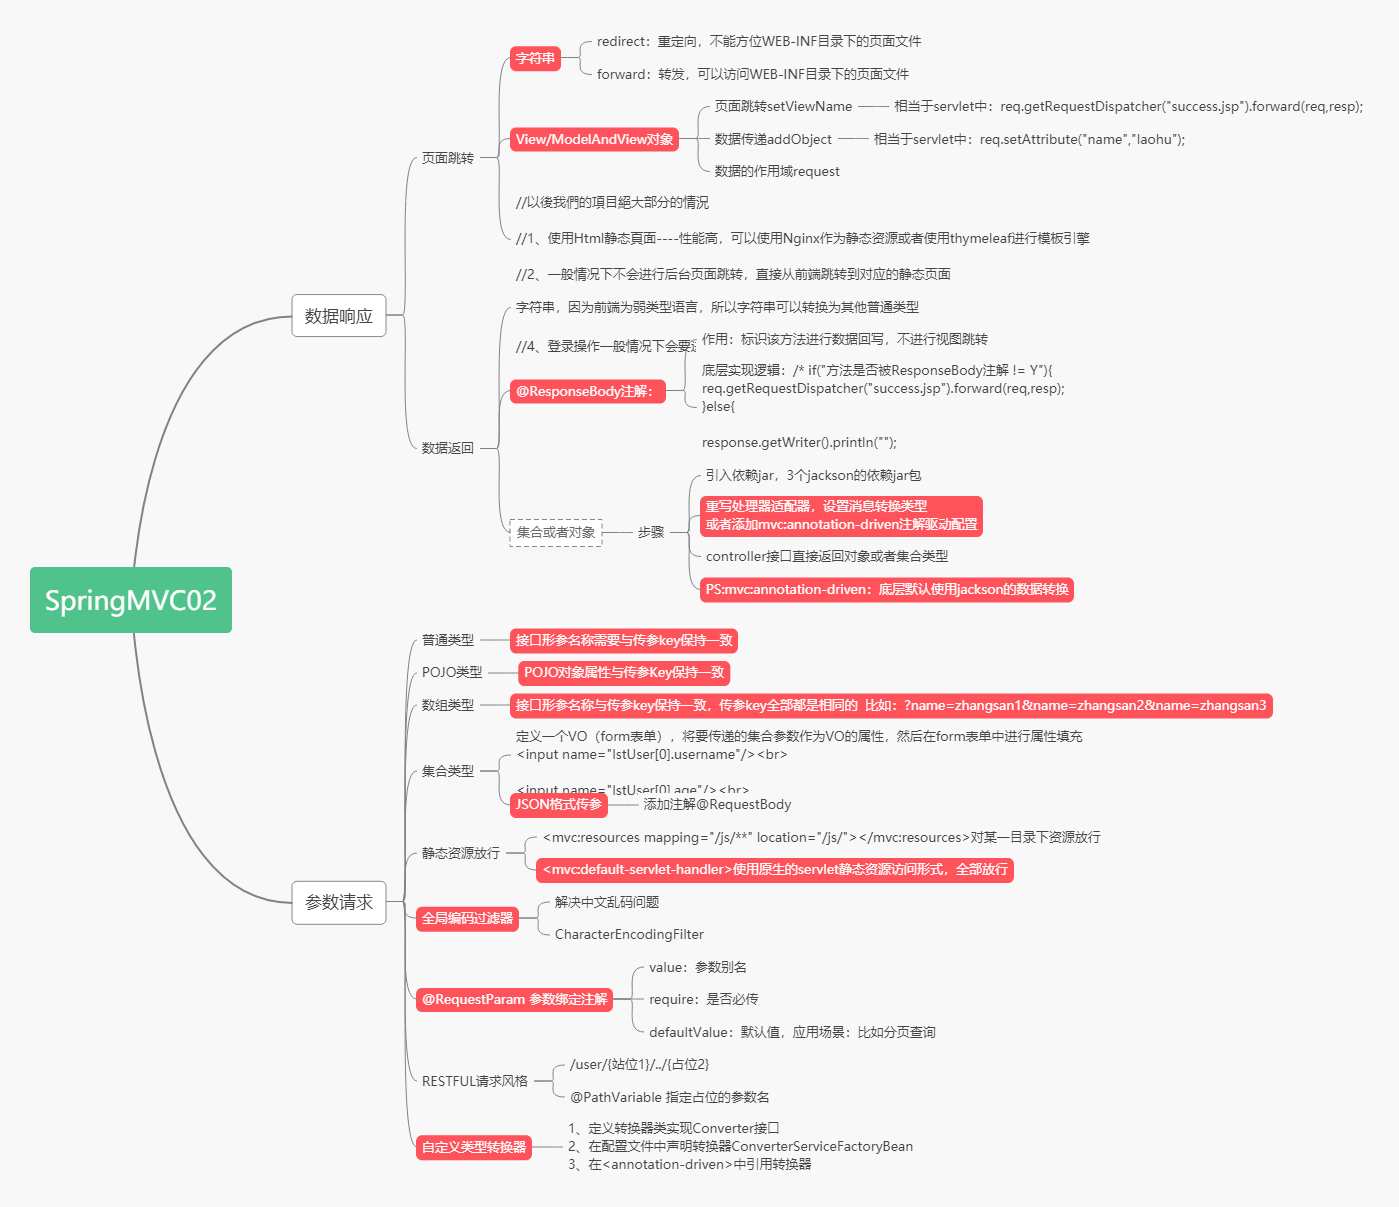 SpringMVC02
数据响应
页面跳转
字符串
redirect：重定向，不能方位WEB-INF目录下的页面文件
forward：转发，可以访问WEB-INF目录下的页面文件
View/ModelAndView对象
页面跳转setViewName
相当于servlet中：req.getRequestDispatcher("success.jsp").forward(req,resp);
数据传递addObject
相当于servlet中：req.setAttribute("name","laohu");
数据的作用域request
//以後我們的項目絕大部分的情況
//1、使用Html静态頁面----性能高，可以使用Nginx作为静态资源或者使用thymeleaf进行模板引擎
//2、一般情况下不会进行后台页面跳转，直接从前端跳转到对应的静态页面
//4、登录操作一般情况下会要
数据返回
字符串，因为前端为弱类型语言，所以字符串可以转换为其他普通类型
@ResponseBody注解：
作用：标识该方法进行数据回写，不进行视图跳转
底层实现逻辑：/* if("方法是否被ResponseBody注解 != Y"){
req.getRequestDispatcher("success.jsp").forward(req,resp);
}else{
response.getWriter().println("");
集合或者对象
步骤
引入依赖jar，3个jackson的依赖jar包
重写处理器适配器，设置消息转换类型
或者添加mvc:annotation-driven注解驱动配置
controller接口直接返回对象或者集合类型
PS:mvc:annotation-driven：底层默认使用jackson的数据转换
参数请求
普通类型
接口形参名称需要与传参key保持一致
POJO类型
POJO对象属性与传参Key保持一致
数组类型
接口形参名称与传参key保持一致，传参key全部都是相同的 比如：?name=zhangsan1&name=zhangsan2&name=zhangsan3
集合类型
定义一个VO（form表单），将要传递的集合参数作为VO的属性，然后在form表单中进行属性填充
<input name="lstUser[0].username"/><br>
<input name="lstUser[0].age"/><br>
JSON格式传参
添加注解@RequestBody
静态资源放行
<mvc:resources mapping="/js/**" location="/js/"></mvc:resources>对某一目录下资源放行
<mvc:default-servlet-handler>使用原生的servlet静态资源访问形式，全部放行
全局编码过滤器
解决中文乱码问题
CharacterEncodingFilter
@RequestParam 参数绑定注解
value：参数别名
require：是否必传
defaultValue：默认值，应用场景：比如分页查询
RESTFUL请求风格
/user/{站位1}/../{占位2}
@PathVariable 指定占位的参数名
自定义类型转换器
1、定义转换器类实现Converter接口
2、在配置文件中声明转换器ConverterServiceFactoryBean
3、在<annotation-driven>中引用转换器